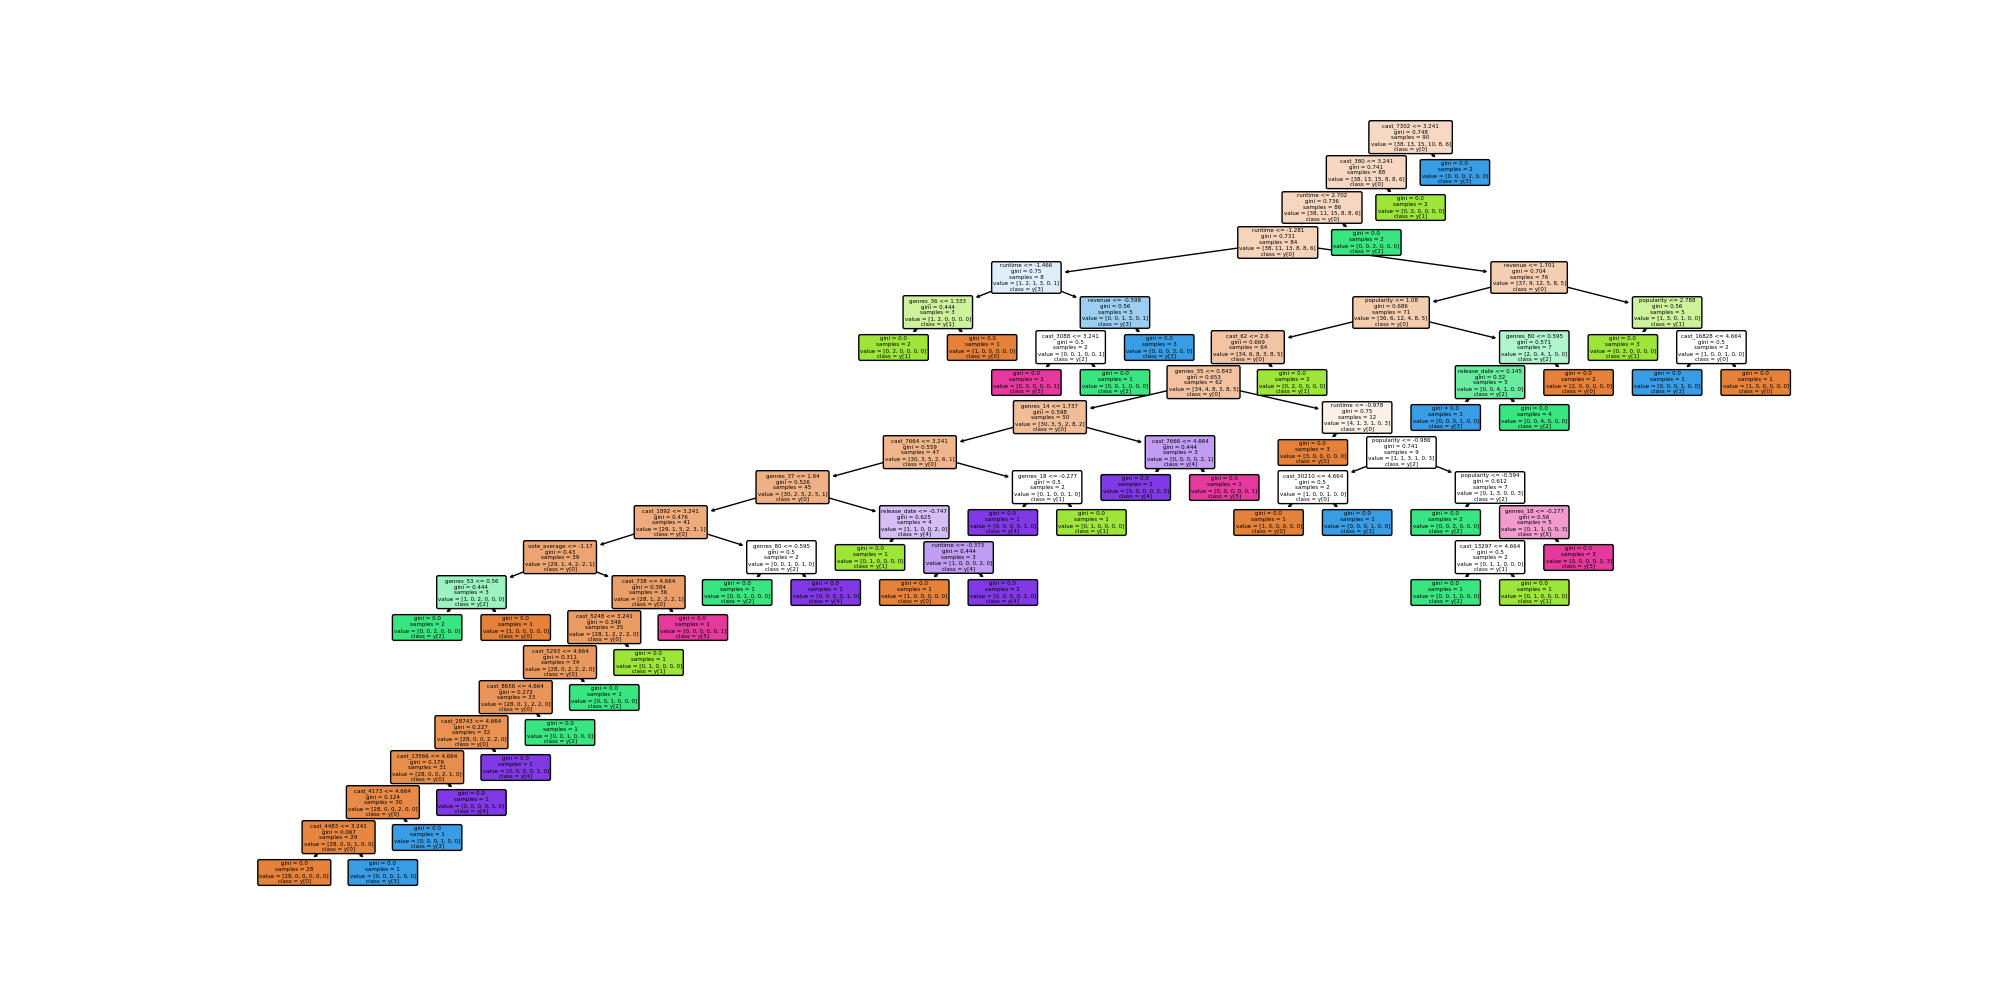 cast_7302 <= 3.241
gini = 0.748
samples = 90
value = [38, 13, 15, 10, 8, 6]
class = y[0]
cast_380 <= 3.241
gini = 0.741
samples = 88
value = [38, 13, 15, 8, 8, 6]
class = y[0]
gini = 0.0
samples = 2
value = [0, 0, 0, 2, 0, 0]
class = y[3]
runtime <= 2.702
gini = 0.736
samples = 86
value = [38, 11, 15, 8, 8, 6]
class = y[0]
gini = 0.0
samples = 2
value = [0, 2, 0, 0, 0, 0]
class = y[1]
runtime <= -1.281
gini = 0.731
samples = 84
value = [38, 11, 13, 8, 8, 6]
class = y[0]
gini = 0.0
samples = 2
value = [0, 0, 2, 0, 0, 0]
class = y[2]
runtime <= -1.466
gini = 0.75
samples = 8
value = [1, 2, 1, 3, 0, 1]
class = y[3]
revenue <= 1.701
gini = 0.704
samples = 76
value = [37, 9, 12, 5, 8, 5]
class = y[0]
genres_36 <= 1.333
gini = 0.444
samples = 3
value = [1, 2, 0, 0, 0, 0]
class = y[1]
revenue <= -0.598
gini = 0.56
samples = 5
value = [0, 0, 1, 3, 0, 1]
class = y[3]
popularity <= 1.08
gini = 0.686
samples = 71
value = [36, 6, 12, 4, 8, 5]
class = y[0]
popularity <= 2.788
gini = 0.56
samples = 5
value = [1, 3, 0, 1, 0, 0]
class = y[1]
gini = 0.0
samples = 2
value = [0, 2, 0, 0, 0, 0]
class = y[1]
gini = 0.0
samples = 1
value = [1, 0, 0, 0, 0, 0]
class = y[0]
cast_3088 <= 3.241
gini = 0.5
samples = 2
value = [0, 0, 1, 0, 0, 1]
class = y[2]
gini = 0.0
samples = 3
value = [0, 0, 0, 3, 0, 0]
class = y[3]
cast_62 <= 2.6
gini = 0.669
samples = 64
value = [34, 6, 8, 3, 8, 5]
class = y[0]
genres_80 <= 0.595
gini = 0.571
samples = 7
value = [2, 0, 4, 1, 0, 0]
class = y[2]
gini = 0.0
samples = 3
value = [0, 3, 0, 0, 0, 0]
class = y[1]
cast_16828 <= 4.664
gini = 0.5
samples = 2
value = [1, 0, 0, 1, 0, 0]
class = y[0]
gini = 0.0
samples = 1
value = [0, 0, 0, 0, 0, 1]
class = y[5]
gini = 0.0
samples = 1
value = [0, 0, 1, 0, 0, 0]
class = y[2]
genres_35 <= 0.843
gini = 0.653
samples = 62
value = [34, 4, 8, 3, 8, 5]
class = y[0]
gini = 0.0
samples = 2
value = [0, 2, 0, 0, 0, 0]
class = y[1]
release_date <= 0.145
gini = 0.32
samples = 5
value = [0, 0, 4, 1, 0, 0]
class = y[2]
gini = 0.0
samples = 2
value = [2, 0, 0, 0, 0, 0]
class = y[0]
gini = 0.0
samples = 1
value = [0, 0, 0, 1, 0, 0]
class = y[3]
gini = 0.0
samples = 1
value = [1, 0, 0, 0, 0, 0]
class = y[0]
genres_14 <= 1.737
gini = 0.598
samples = 50
value = [30, 3, 5, 2, 8, 2]
class = y[0]
runtime <= -0.978
gini = 0.75
samples = 12
value = [4, 1, 3, 1, 0, 3]
class = y[0]
gini = 0.0
samples = 1
value = [0, 0, 0, 1, 0, 0]
class = y[3]
gini = 0.0
samples = 4
value = [0, 0, 4, 0, 0, 0]
class = y[2]
cast_7664 <= 3.241
gini = 0.559
samples = 47
value = [30, 3, 5, 2, 6, 1]
class = y[0]
cast_7666 <= 4.664
gini = 0.444
samples = 3
value = [0, 0, 0, 0, 2, 1]
class = y[4]
gini = 0.0
samples = 3
value = [3, 0, 0, 0, 0, 0]
class = y[0]
popularity <= -0.986
gini = 0.741
samples = 9
value = [1, 1, 3, 1, 0, 3]
class = y[2]
genres_37 <= 1.94
gini = 0.526
samples = 45
value = [30, 2, 5, 2, 5, 1]
class = y[0]
genres_18 <= -0.277
gini = 0.5
samples = 2
value = [0, 1, 0, 0, 1, 0]
class = y[1]
gini = 0.0
samples = 2
value = [0, 0, 0, 0, 2, 0]
class = y[4]
gini = 0.0
samples = 1
value = [0, 0, 0, 0, 0, 1]
class = y[5]
cast_30210 <= 4.664
gini = 0.5
samples = 2
value = [1, 0, 0, 1, 0, 0]
class = y[0]
popularity <= -0.594
gini = 0.612
samples = 7
value = [0, 1, 3, 0, 0, 3]
class = y[2]
cast_1892 <= 3.241
gini = 0.476
samples = 41
value = [29, 1, 5, 2, 3, 1]
class = y[0]
release_date <= -0.747
gini = 0.625
samples = 4
value = [1, 1, 0, 0, 2, 0]
class = y[4]
gini = 0.0
samples = 1
value = [0, 0, 0, 0, 1, 0]
class = y[4]
gini = 0.0
samples = 1
value = [0, 1, 0, 0, 0, 0]
class = y[1]
gini = 0.0
samples = 1
value = [1, 0, 0, 0, 0, 0]
class = y[0]
gini = 0.0
samples = 1
value = [0, 0, 0, 1, 0, 0]
class = y[3]
gini = 0.0
samples = 2
value = [0, 0, 2, 0, 0, 0]
class = y[2]
genres_18 <= -0.277
gini = 0.56
samples = 5
value = [0, 1, 1, 0, 0, 3]
class = y[5]
vote_average <= -1.17
gini = 0.43
samples = 39
value = [29, 1, 4, 2, 2, 1]
class = y[0]
genres_80 <= 0.595
gini = 0.5
samples = 2
value = [0, 0, 1, 0, 1, 0]
class = y[2]
gini = 0.0
samples = 1
value = [0, 1, 0, 0, 0, 0]
class = y[1]
runtime <= -0.373
gini = 0.444
samples = 3
value = [1, 0, 0, 0, 2, 0]
class = y[4]
cast_13297 <= 4.664
gini = 0.5
samples = 2
value = [0, 1, 1, 0, 0, 0]
class = y[1]
gini = 0.0
samples = 3
value = [0, 0, 0, 0, 0, 3]
class = y[5]
genres_53 <= 0.56
gini = 0.444
samples = 3
value = [1, 0, 2, 0, 0, 0]
class = y[2]
cast_738 <= 4.664
gini = 0.384
samples = 36
value = [28, 1, 2, 2, 2, 1]
class = y[0]
gini = 0.0
samples = 1
value = [0, 0, 1, 0, 0, 0]
class = y[2]
gini = 0.0
samples = 1
value = [0, 0, 0, 0, 1, 0]
class = y[4]
gini = 0.0
samples = 1
value = [1, 0, 0, 0, 0, 0]
class = y[0]
gini = 0.0
samples = 2
value = [0, 0, 0, 0, 2, 0]
class = y[4]
gini = 0.0
samples = 1
value = [0, 0, 1, 0, 0, 0]
class = y[2]
gini = 0.0
samples = 1
value = [0, 1, 0, 0, 0, 0]
class = y[1]
gini = 0.0
samples = 2
value = [0, 0, 2, 0, 0, 0]
class = y[2]
gini = 0.0
samples = 1
value = [1, 0, 0, 0, 0, 0]
class = y[0]
cast_5248 <= 3.241
gini = 0.349
samples = 35
value = [28, 1, 2, 2, 2, 0]
class = y[0]
gini = 0.0
samples = 1
value = [0, 0, 0, 0, 0, 1]
class = y[5]
cast_5293 <= 4.664
gini = 0.311
samples = 34
value = [28, 0, 2, 2, 2, 0]
class = y[0]
gini = 0.0
samples = 1
value = [0, 1, 0, 0, 0, 0]
class = y[1]
cast_8656 <= 4.664
gini = 0.272
samples = 33
value = [28, 0, 1, 2, 2, 0]
class = y[0]
gini = 0.0
samples = 1
value = [0, 0, 1, 0, 0, 0]
class = y[2]
cast_28743 <= 4.664
gini = 0.227
samples = 32
value = [28, 0, 0, 2, 2, 0]
class = y[0]
gini = 0.0
samples = 1
value = [0, 0, 1, 0, 0, 0]
class = y[2]
cast_13566 <= 4.664
gini = 0.179
samples = 31
value = [28, 0, 0, 2, 1, 0]
class = y[0]
gini = 0.0
samples = 1
value = [0, 0, 0, 0, 1, 0]
class = y[4]
cast_4173 <= 4.664
gini = 0.124
samples = 30
value = [28, 0, 0, 2, 0, 0]
class = y[0]
gini = 0.0
samples = 1
value = [0, 0, 0, 0, 1, 0]
class = y[4]
cast_4483 <= 3.241
gini = 0.067
samples = 29
value = [28, 0, 0, 1, 0, 0]
class = y[0]
gini = 0.0
samples = 1
value = [0, 0, 0, 1, 0, 0]
class = y[3]
gini = 0.0
samples = 28
value = [28, 0, 0, 0, 0, 0]
class = y[0]
gini = 0.0
samples = 1
value = [0, 0, 0, 1, 0, 0]
class = y[3]